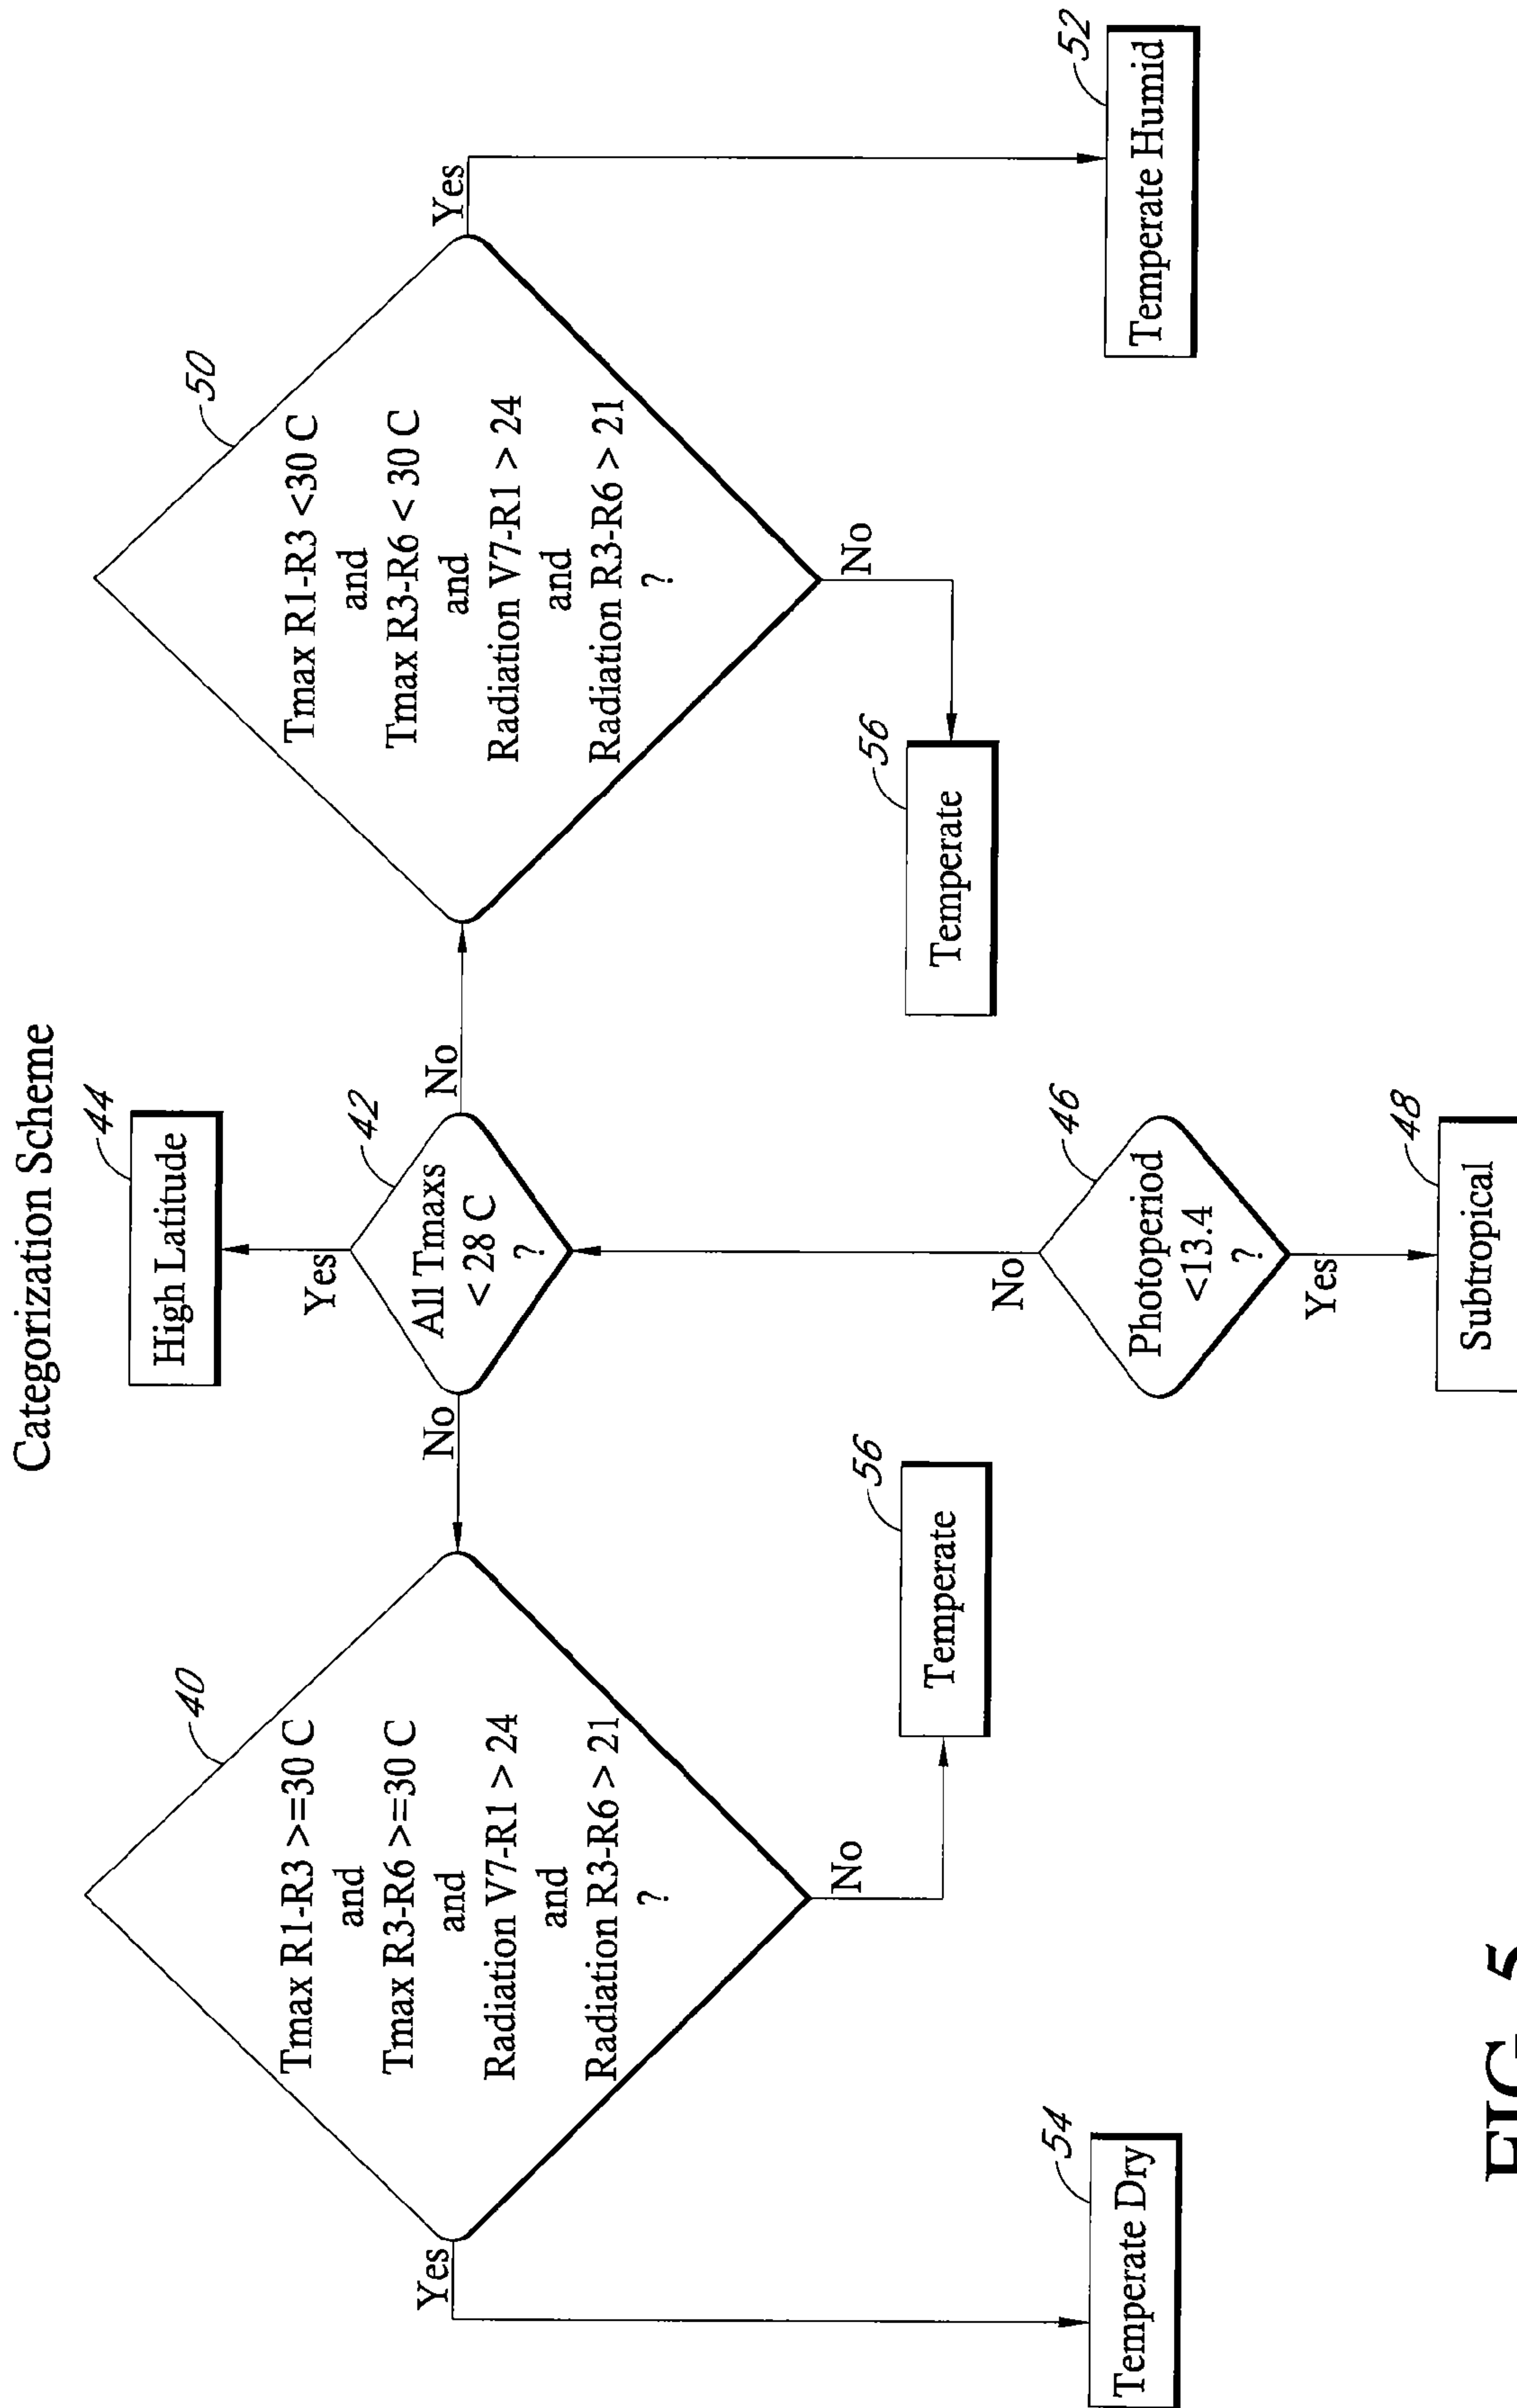 Categorization Scheme
44
High Latitude
Yes
42
All Tmaxs
< 28 C
?
No
No
40
Tmax R1-R3 >=30 C
and
Tmax R3-R6 >=30 C
and
Radiation V7-R1 > 24
and
Radiation R3-R6 > 21
?
Yes
No
54
Temperate Dry
56
Temperate
50
Tmax R1-R3 <30 C
and
Tmax R3-R6 < 30 C
and
Radiation V7-R1 > 24
and
Radiation R3-R6 > 21
?
Yes
No
56
Temperate
52
Temperate Humid
No
46
Photoperiod
<13.4
?
Yes
48
Subtropical
FIG. 5